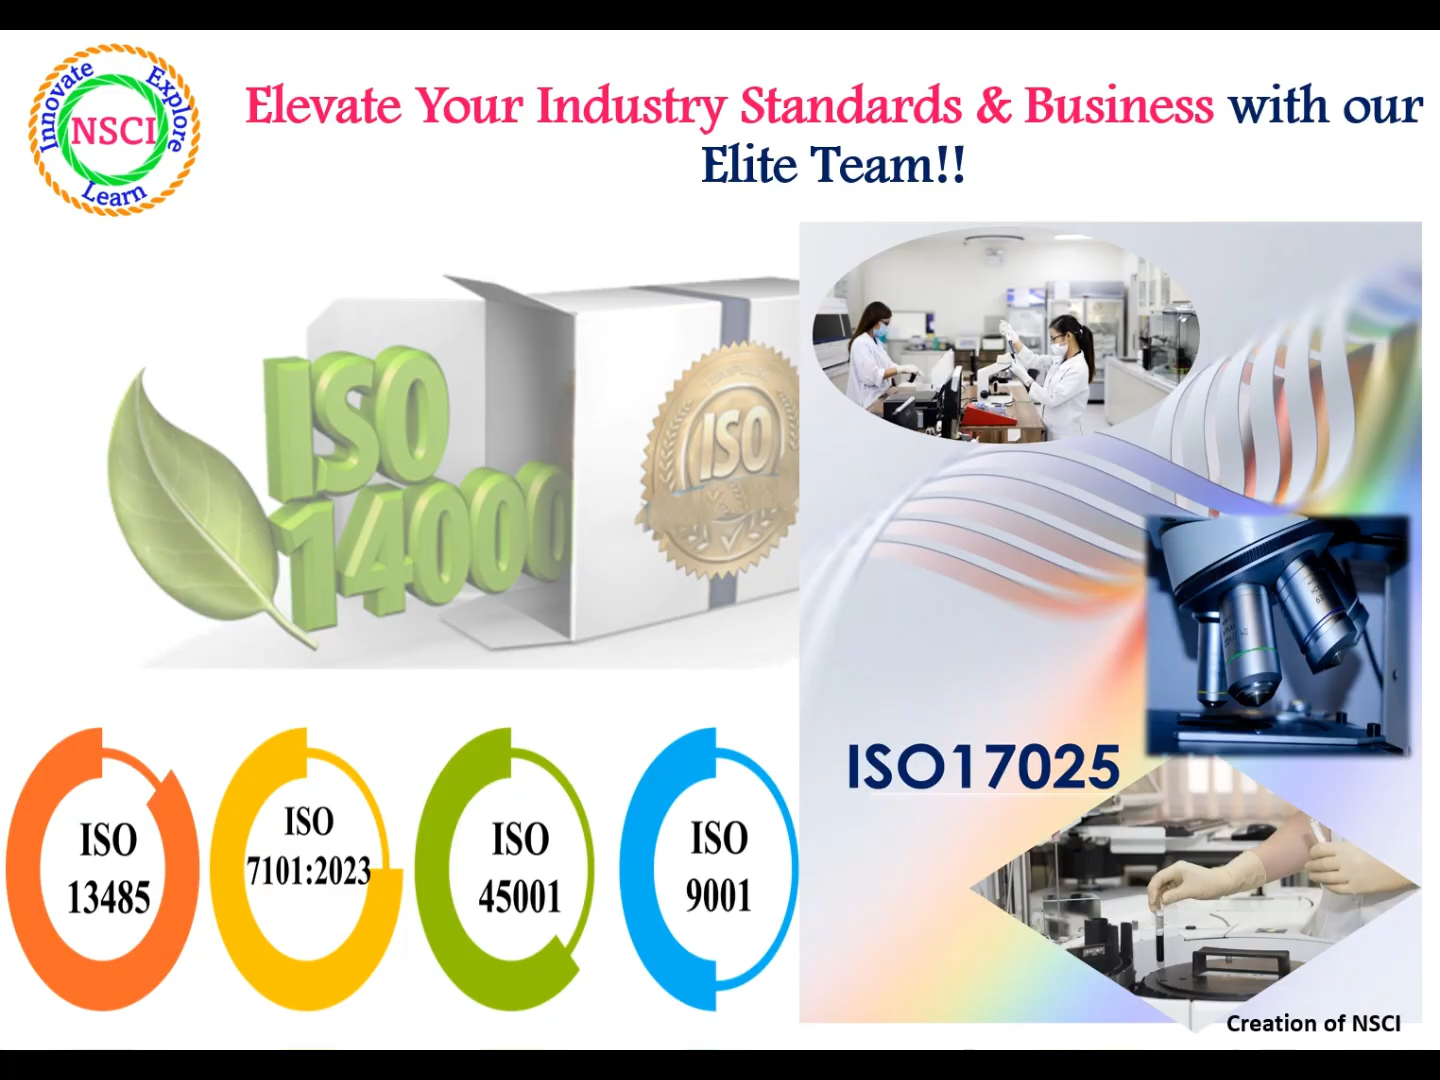 Innovate
Explore
NSCI
Learn
Elevate Your Industry Standards & Business with our
Elite Team!!
ISO
14000
ISO
ISO17025
ISO
13485
ISO
7101:2023
ISO
45001
ISO
9001
Creation of NSCI